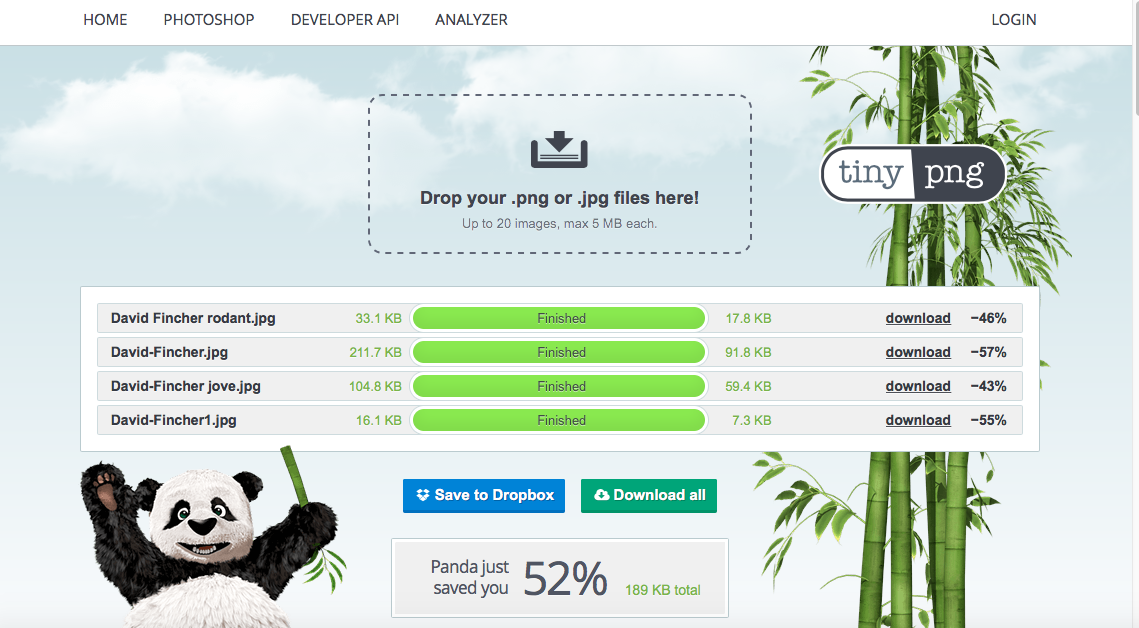 HOME PHOTOSHOP DEVELOPER API ANALYZER LOGIN
tiny png
Drop your .png or .jpg files here!
Up to 20 images, max 5 MB each.
David Fincher rodant.jpg 33.1 KB Finished 17.8 KB download −46%
David-Fincher.jpg 211.7 KB Finished 91.8 KB download −57%
David-Fincher jove.jpg 104.8 KB Finished 59.4 KB download −43%
David-Fincher1.jpg 16.1 KB Finished 7.3 KB download −55%
Save to Dropbox Download all
Panda just
saved you 52% 189 KB total